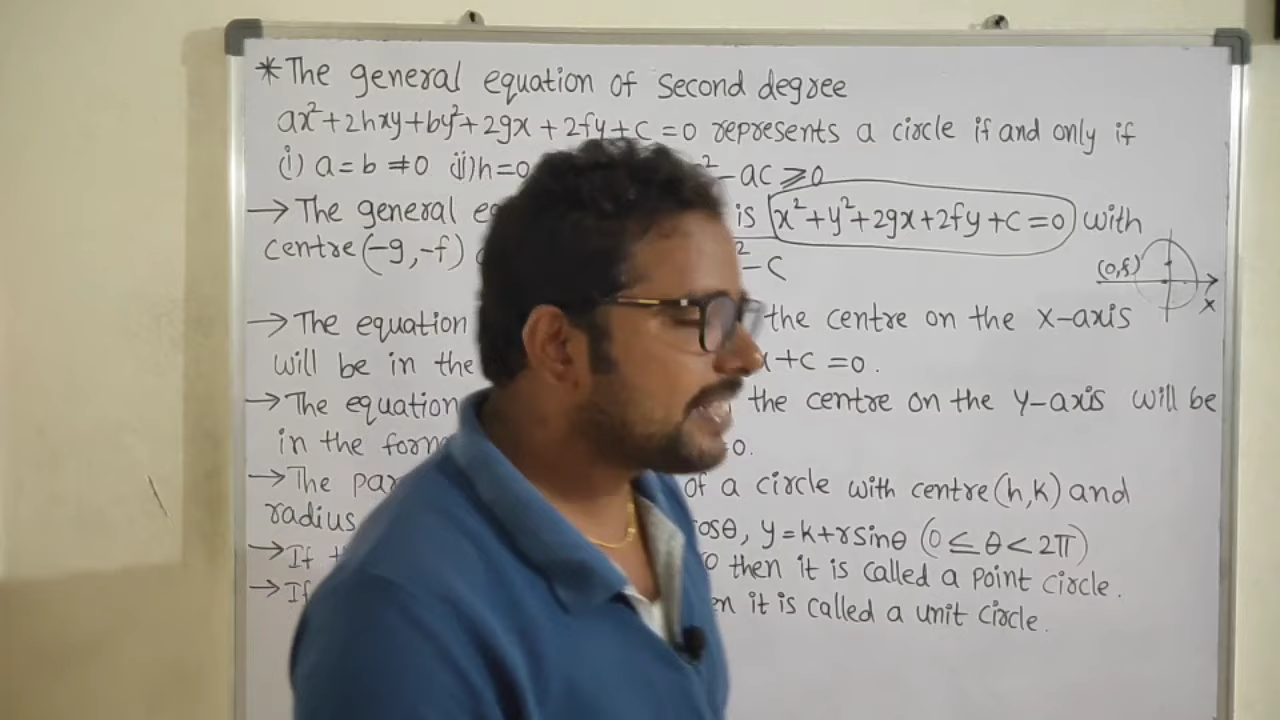 *The general equation of second degree
ax²+2hxy+by²+2gx+2fy+c=0 represents a circle if and only if
(i) a=b≠0 (ii)h=0 ²-ac⩾0
→The general is x²+y²+2gx+2fy+c=0 with
centre(-g,-f) ²-c
(0,f)
x
→The equation the centre on the x-axis
will be in the x+c=0.
→The equation the centre on the y-axis will be
in the form 0.
→The of a circle with centre(h,k) and
radius osθ, y=k+rsinθ (0≤θ<2π)
→If 0 then it is called a point circle.
→If en it is called a unit circle.